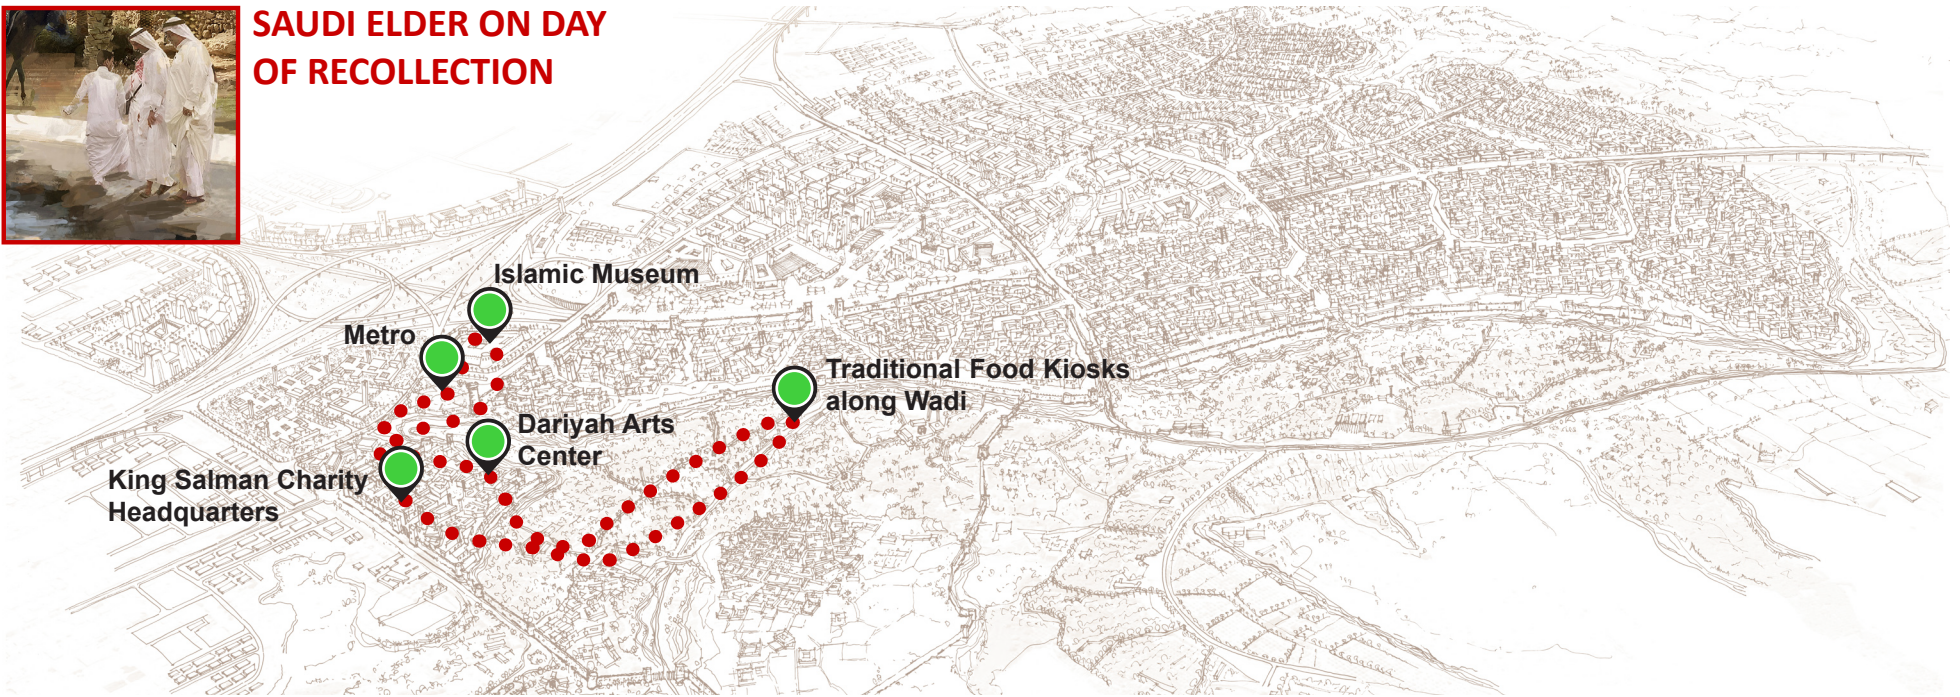 SAUDI ELDER ON DAY
OF RECOLLECTION
Islamic Museum
Metro
Traditional Food Kiosks
along Wadi
Dariyah Arts
Center
King Salman Charity
Headquarters